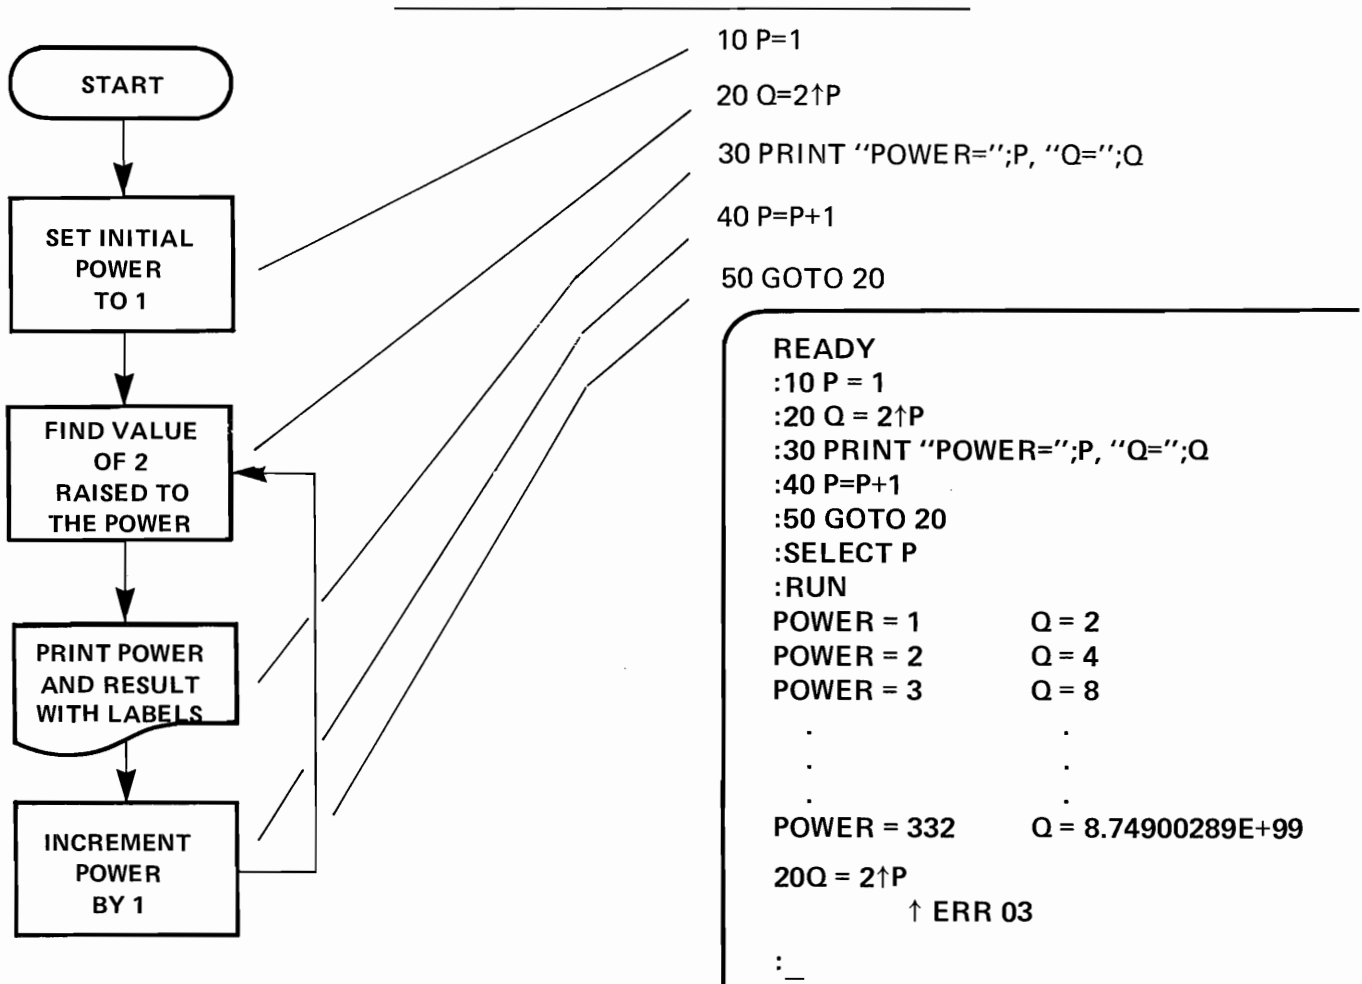 START
SET INITIAL
POWER
TO 1
FIND VALUE
OF 2
RAISED TO
THE POWER
PRINT POWER
AND RESULT
WITH LABELS
INCREMENT
POWER
BY 1
10 P=1
20 Q=2↑P
30 PRINT "POWER=";P, "Q=";Q
40 P=P+1
50 GOTO 20
READY
:10 P = 1
:20 Q = 2↑P
:30 PRINT "POWER=";P, "Q=";Q
:40 P=P+1
:50 GOTO 20
:SELECT P
:RUN
POWER = 1 Q = 2
POWER = 2 Q = 4
POWER = 3 Q = 8
. .
. .
. .
POWER = 332 Q = 8.74900289E+99
20Q = 2↑P
↑ ERR 03
:_